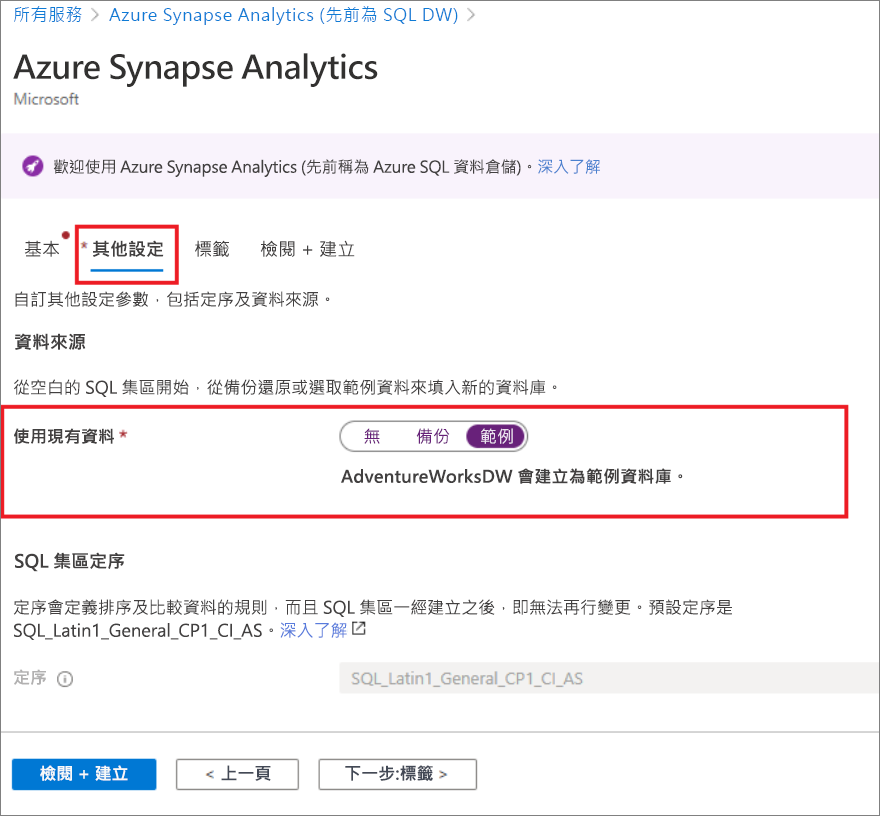 所有服務 > Azure Synapse Analytics (先前為 SQL DW) >
Azure Synapse Analytics
Microsoft
歡迎使用 Azure Synapse Analytics (先前稱為 Azure SQL 資料倉儲)。深入了解
基本 * 其他設定 標籤 檢閱 + 建立
自訂其他設定參數，包括定序及資料來源。
資料來源
從空白的 SQL 集區開始，從備份還原或選取範例資料來填入新的資料庫。
使用現有資料 * 無 備份 範例
AdventureWorksDW 會建立為範例資料庫。
SQL 集區定序
定序會定義排序及比較資料的規則，而且 SQL 集區一經建立之後，即無法再行變更。預設定序是
SQL_Latin1_General_CP1_CI_AS。深入了解
定序 SQL_Latin1_General_CP1_CI_AS
檢閱 + 建立 < 上一頁 下一步:標籤 >